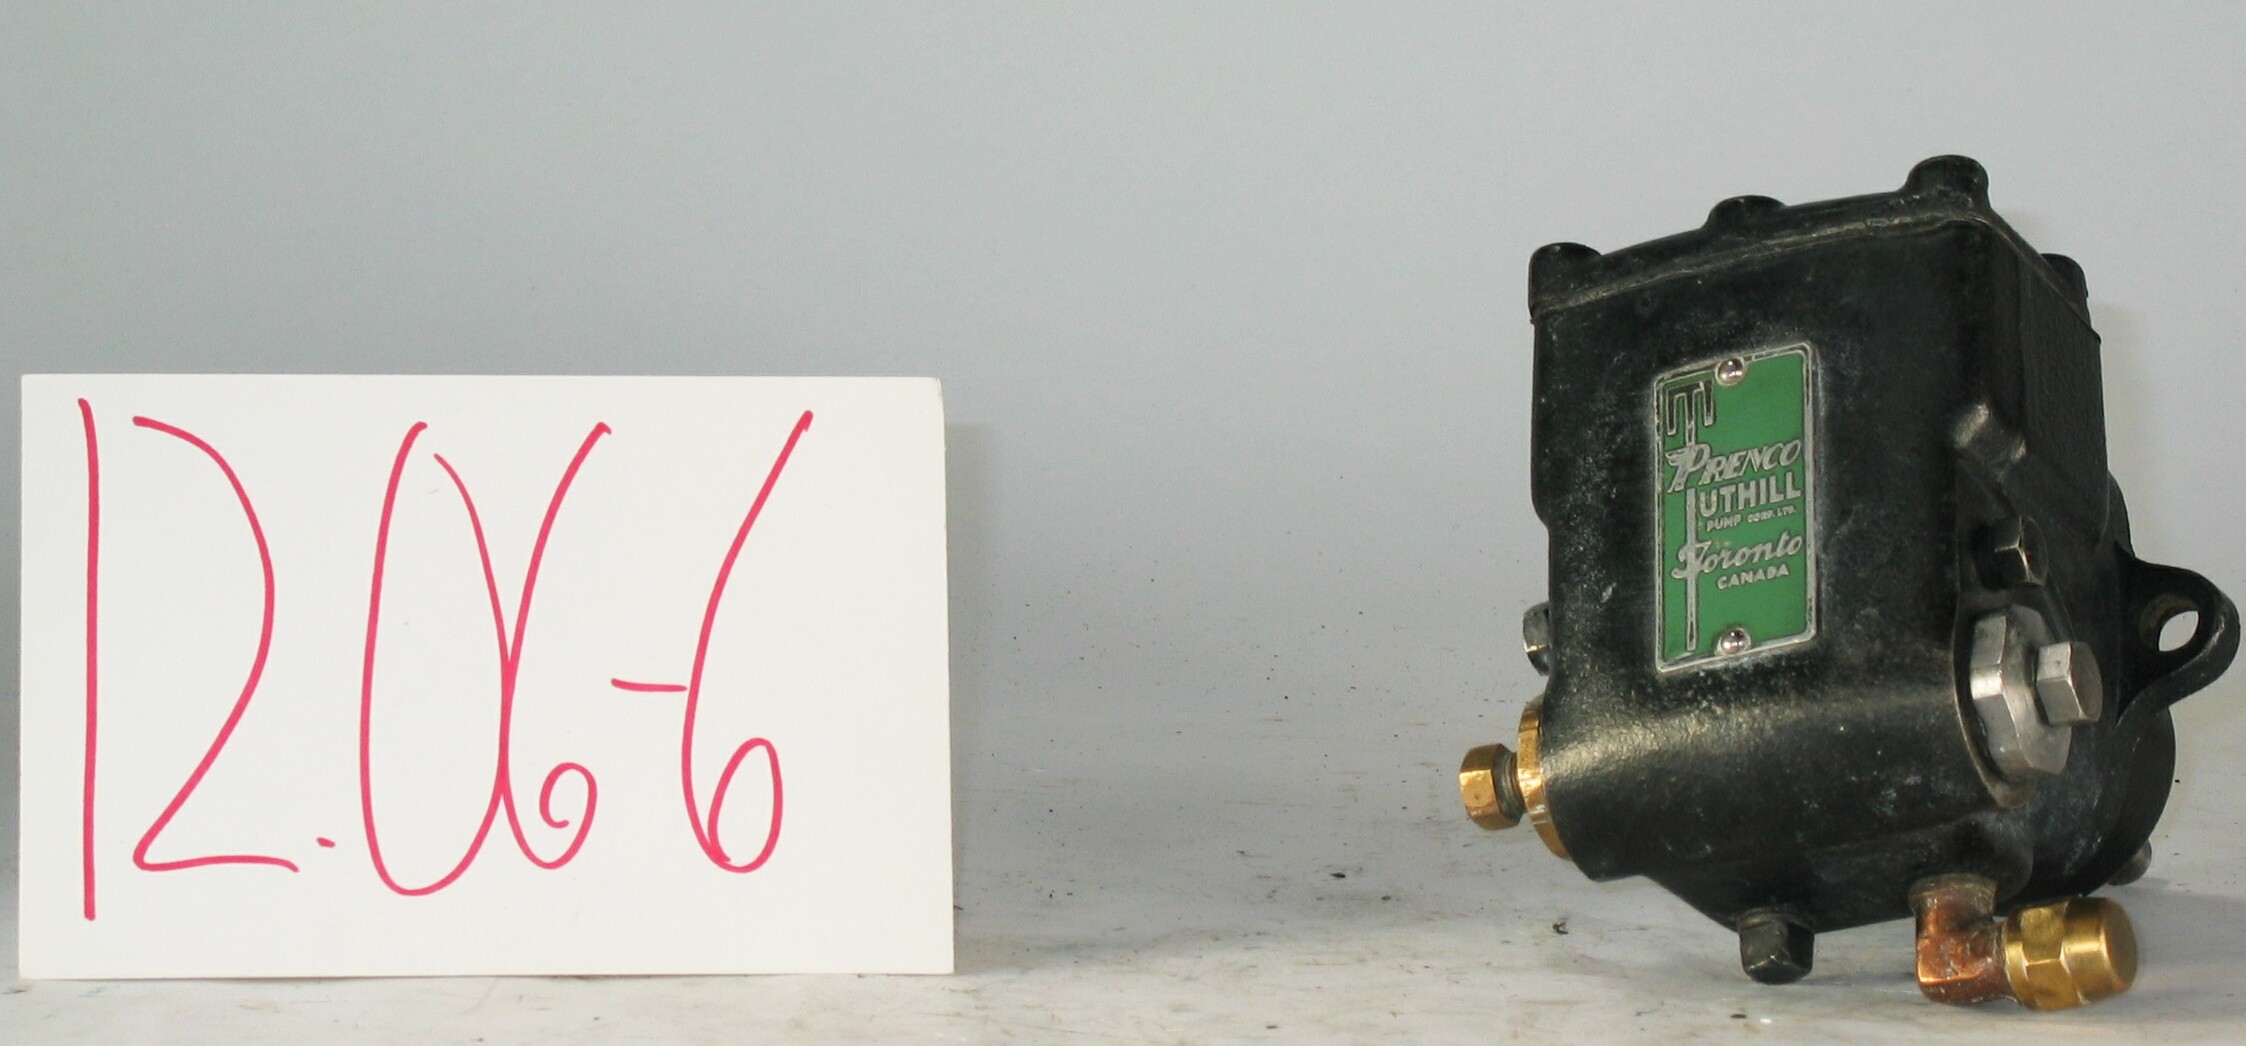 12.06-6
PRENCO
TUTHILL
PUMP CORP. LTD.
Toronto
CANADA